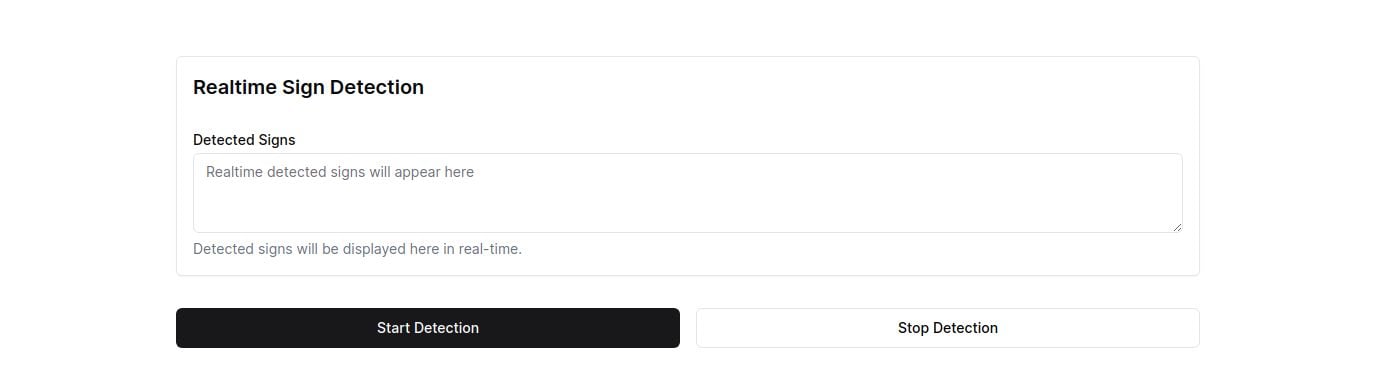 Realtime Sign Detection
Detected Signs
Realtime detected signs will appear here
Detected signs will be displayed here in real-time.
Start Detection
Stop Detection